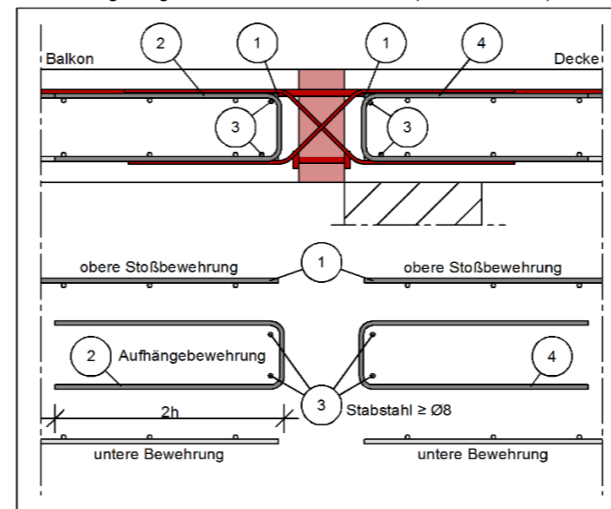 2 1 1 4
Balkon Decke
3 3
obere Stoßbewehrung 1 obere Stoßbewehrung
2 Aufhängebewehrung 4
2h 3 Stabstahl ≥ Ø8
untere Bewehrung untere Bewehrung